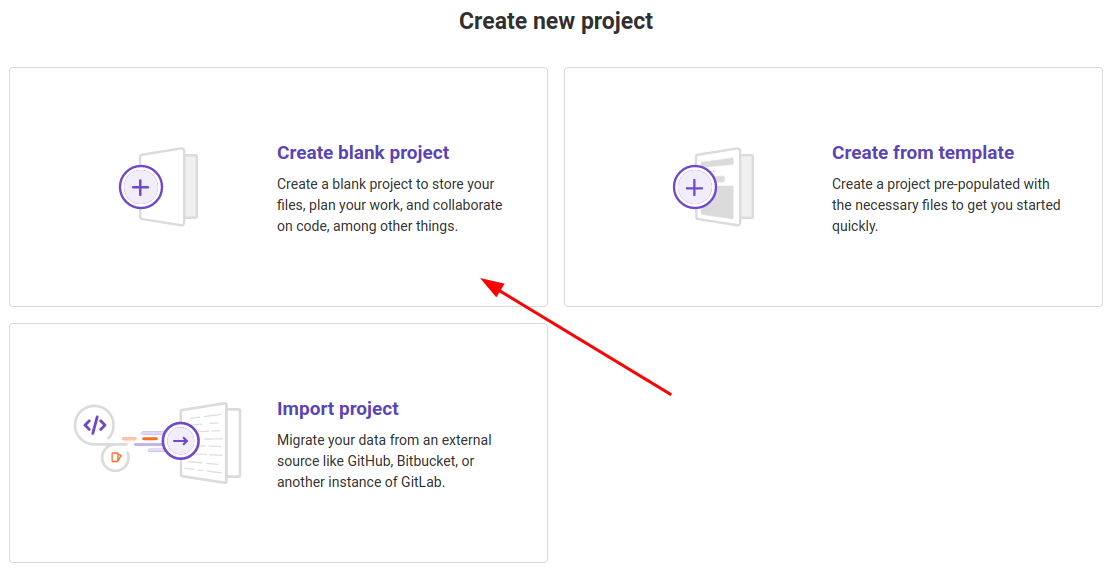 Create new project
Create blank project
Create a blank project to store your
files, plan your work, and collaborate
on code, among other things.
Create from template
Create a project pre-populated with
the necessary files to get you started
quickly.
Import project
Migrate your data from an external
source like GitHub, Bitbucket, or
another instance of GitLab.